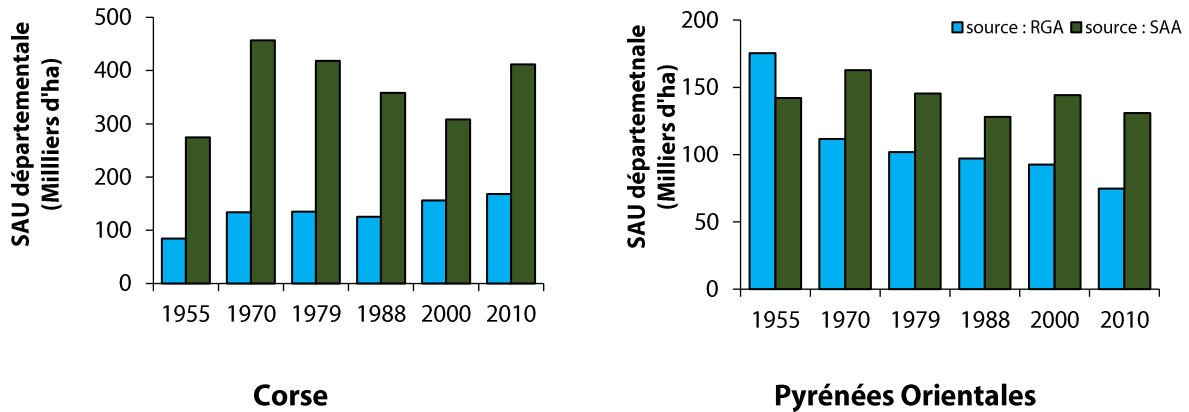 SAU départementale
(Millliers d'ha)
500
400
300
200
100
0
1955 1970 1979 1988 2000 2010
Corse
SAU départemetnale
(Milliers d'ha)
200
150
100
50
0
source : RGA source : SAA
1955 1970 1979 1988 2000 2010
Pyrénées Orientales